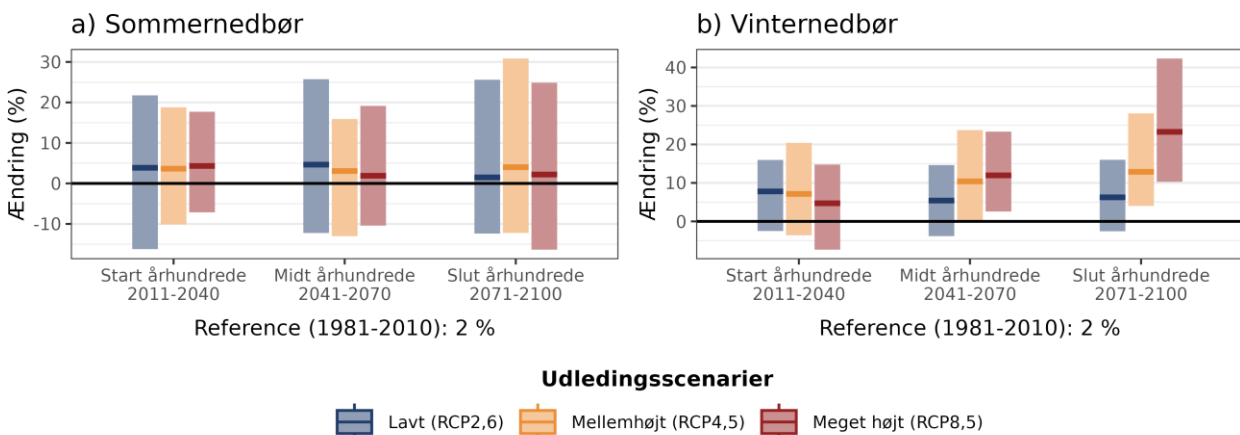 a) Sommernedbør
Ændring (%)
30
20
10
0
-10
Start århundrede
2011-2040
Midt århundrede
2041-2070
Slut århundrede
2071-2100
Reference (1981-2010): 2 %
b) Vinternedbør
Ændring (%)
40
30
20
10
0
Start århundrede
2011-2040
Midt århundrede
2041-2070
Slut århundrede
2071-2100
Reference (1981-2010): 2 %
Udledingsscenarier
Lavt (RCP2,6)
Mellemhøjt (RCP4,5)
Meget højt (RCP8,5)